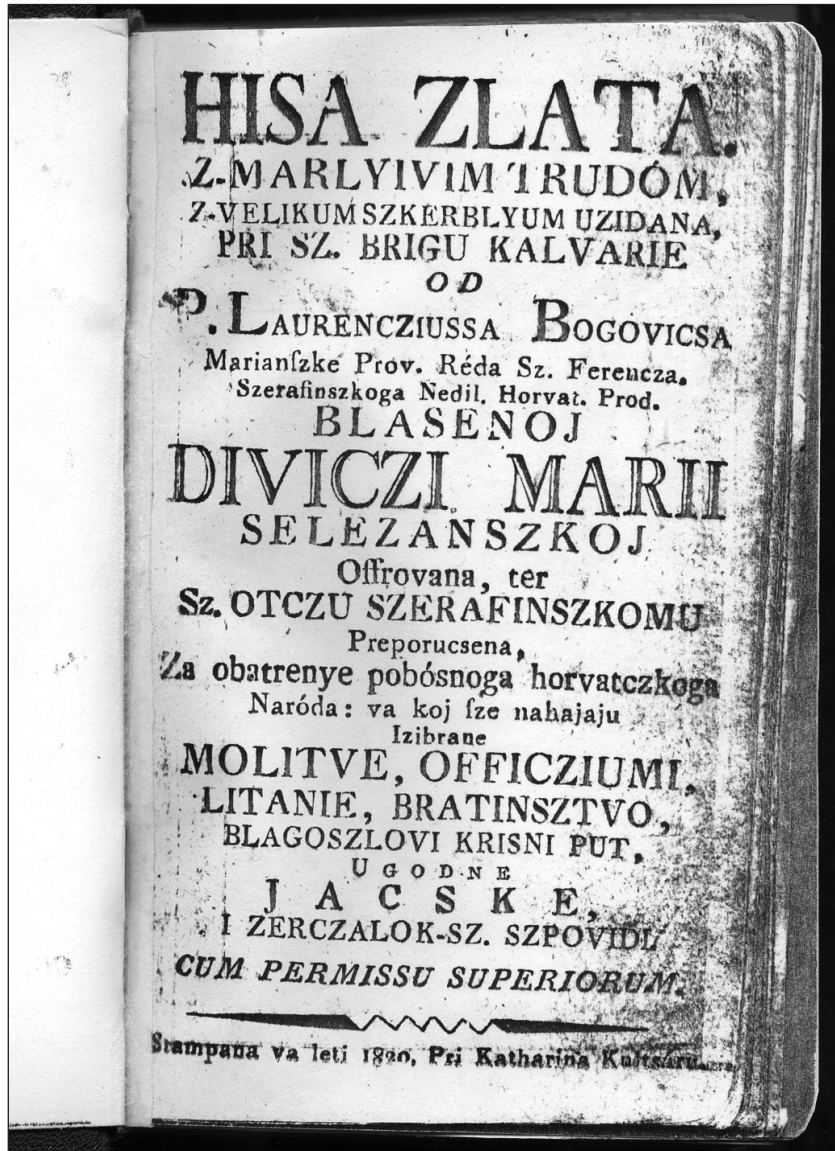 HISA ZLATA.
Z-MARLYIVIM TRUDOM,
Z-VELIKUM SZKERBLYUM UZIDANA,
PRI SZ. BRIGU KALVARIE
OD
P. LAURENCZIUSSA BOGOVICSA
Marianſzke Prov. Réda Sz. Ferencza.
Szerafinszkoga Nedil. Horvat. Prod.
BLASENOJ
DIVICZI MARII
SELEZANSZKOJ
Offrovana, ter
Sz. OTCZU SZERAFINSZKOMU
Preporucsena,
Za obatrenye pobósnoga horvatczkoga
Naróda: va koj ſze nahajaju
Izibrane
MOLITVE, OFFICZIUMI,
LITANIE, BRATINSZTVO,
BLAGOSZLOVI KRISNI PUT,
UGODNE
JACSKE,
I ZERCZALOK-SZ. SZPOVIDI.
CUM PERMISSU SUPERIORUM.
Stampana va leti 1820, Pri Katharina